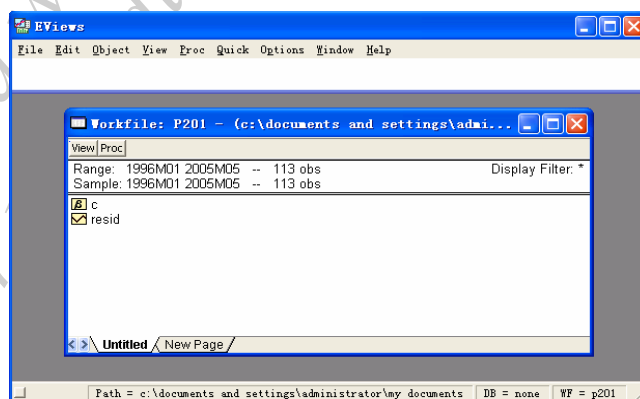 EViews
File Edit Object View Proc Quick Options Window Help
Workfile: P201 - (c:\documents and settings\admi...
View Proc
Range: 1996M01 2005M05 -- 113 obs Display Filter: *
Sample: 1996M01 2005M05 -- 113 obs
β c
resid
Untitled New Page
Path = c:\documents and settings\administrator\my documents DB = none WF = p201